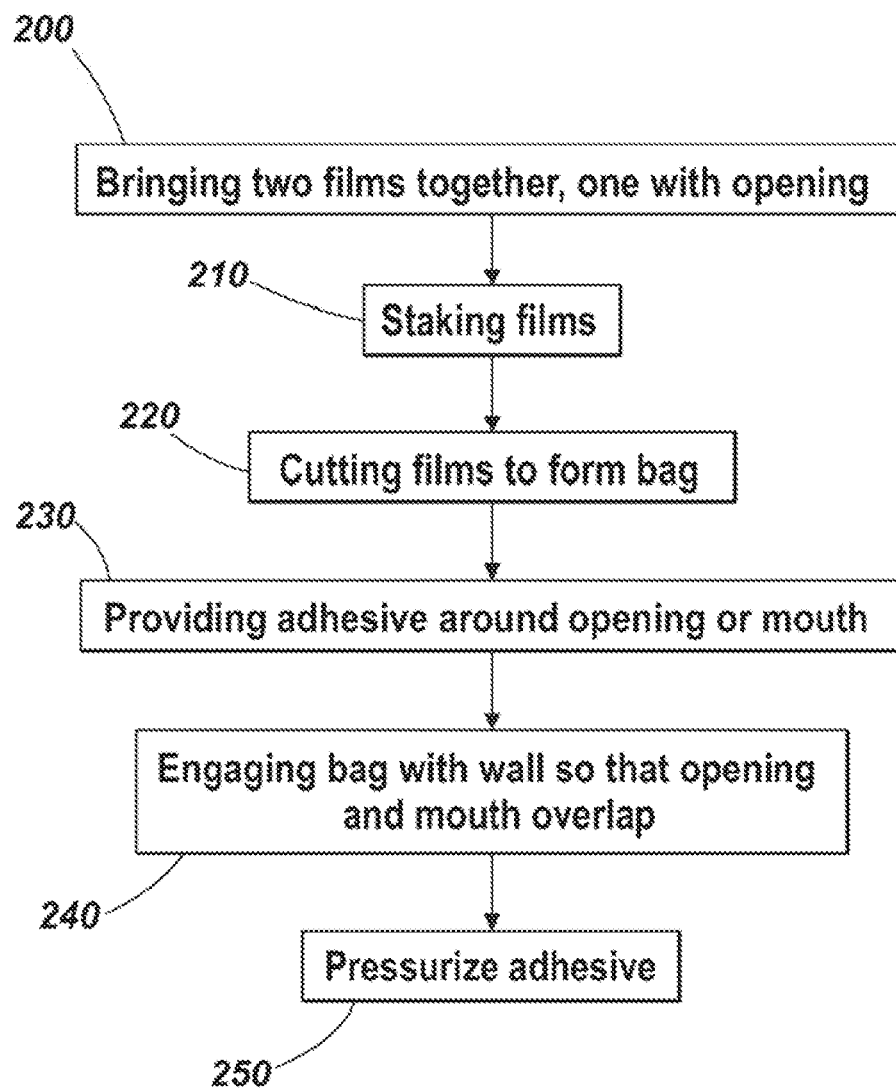 200
Bringing two films together, one with opening
210
Staking films
220
Cutting films to form bag
230
Providing adhesive around opening or mouth
Engaging bag with wall so that opening
and mouth overlap
240
Pressurize adhesive
250